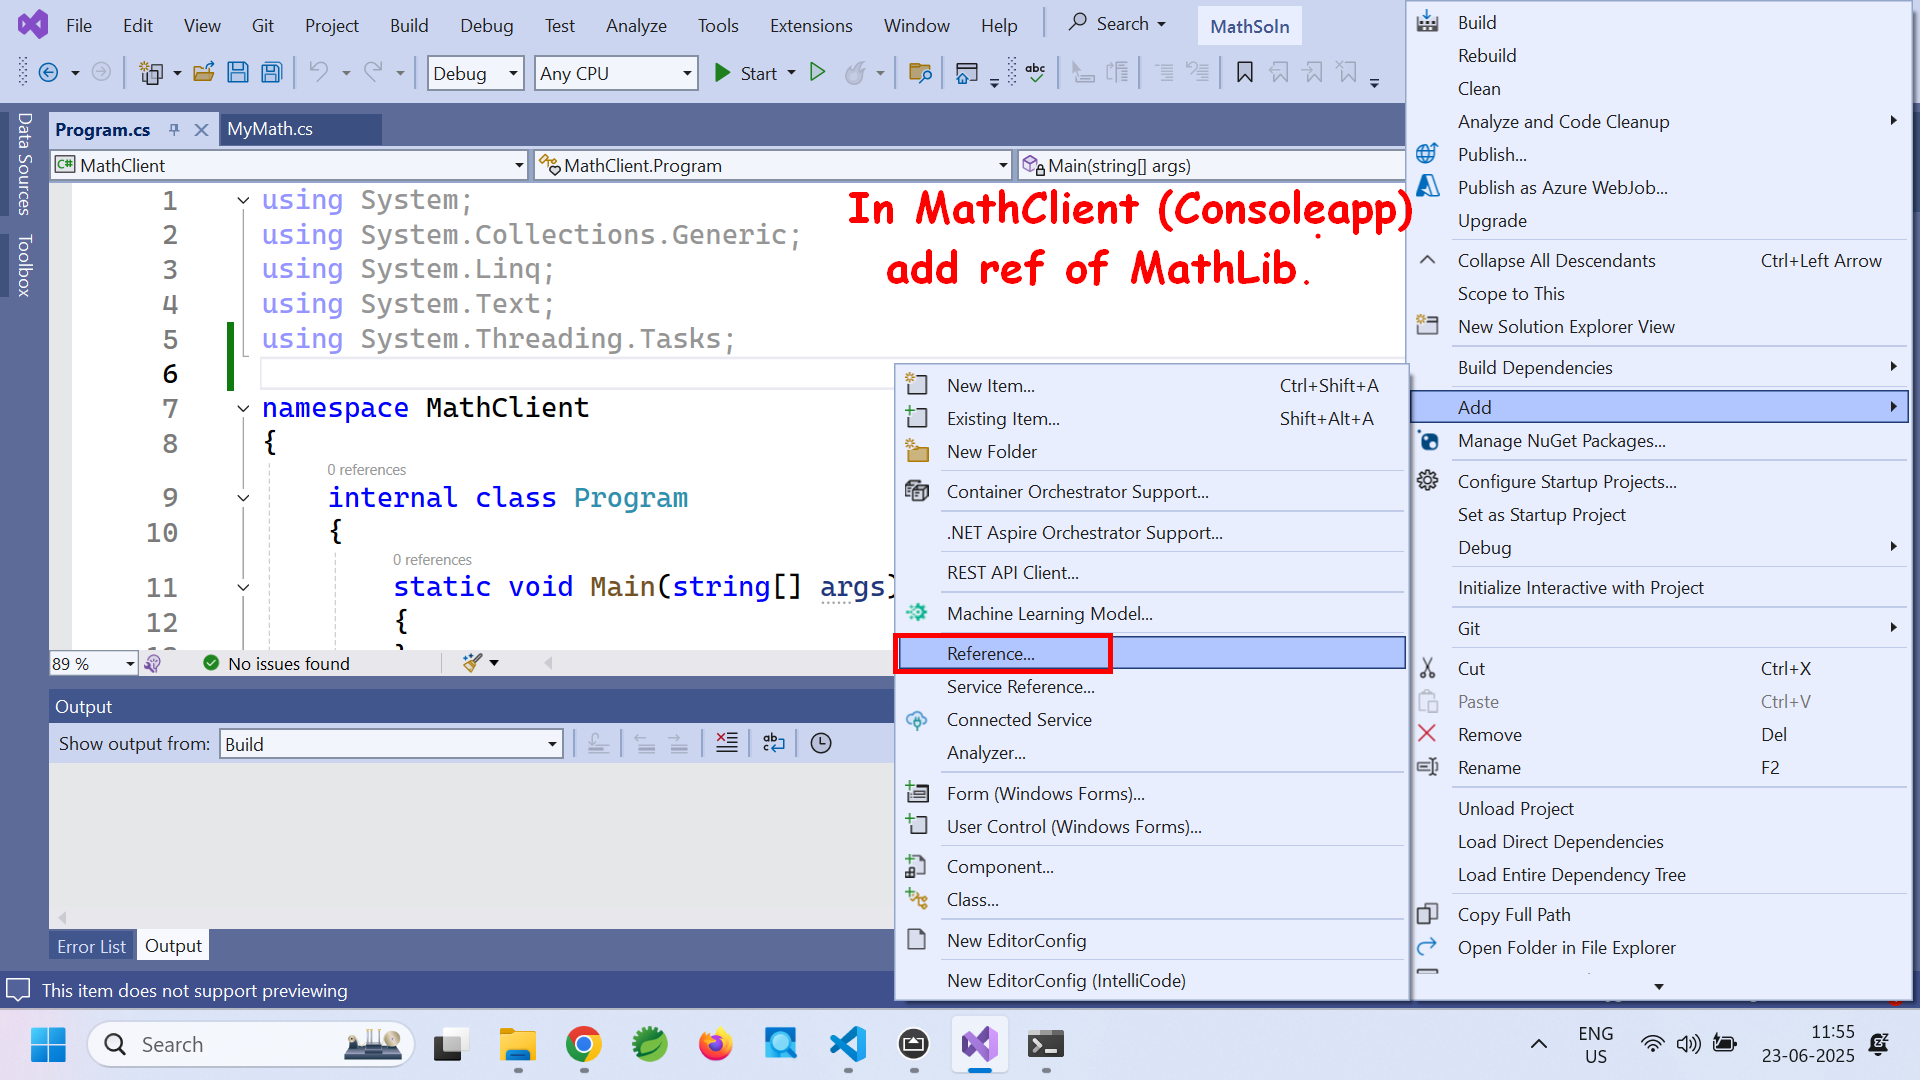 File Edit View Git Project Build Debug Test Analyze Tools Extensions Window Help Search MathSoln
Debug Any CPU Start abc
Data Sources
Toolbox
Program.cs MyMath.cs
C# MathClient MathClient.Program Main(string[] args)
1 using System;
2 using System.Collections.Generic;
3 using System.Linq;
4 using System.Text;
5 using System.Threading.Tasks;
6
7 namespace MathClient
8 {
0 references
9 internal class Program
10 {
0 references
11 static void Main(string[] args)
12 {
In MathClient (Consoleapp)
add ref of MathLib.
89 % No issues found
Output
Show output from: Build
Error List Output
This item does not support previewing
New Item... Ctrl+Shift+A
Existing Item... Shift+Alt+A
New Folder
Container Orchestrator Support...
.NET Aspire Orchestrator Support...
REST API Client...
Machine Learning Model...
Reference...
Service Reference...
Connected Service
Analyzer...
Form (Windows Forms)...
User Control (Windows Forms)...
Component...
Class...
New EditorConfig
New EditorConfig (IntelliCode)
Build
Rebuild
Clean
Analyze and Code Cleanup
Publish...
Publish as Azure WebJob...
Upgrade
Collapse All Descendants Ctrl+Left Arrow
Scope to This
New Solution Explorer View
Build Dependencies
Add
Manage NuGet Packages...
Configure Startup Projects...
Set as Startup Project
Debug
Initialize Interactive with Project
Git
Cut Ctrl+X
Paste Ctrl+V
Remove Del
Rename F2
Unload Project
Load Direct Dependencies
Load Entire Dependency Tree
Copy Full Path
Open Folder in File Explorer
Search
ENG
US
11:55
23-06-2025